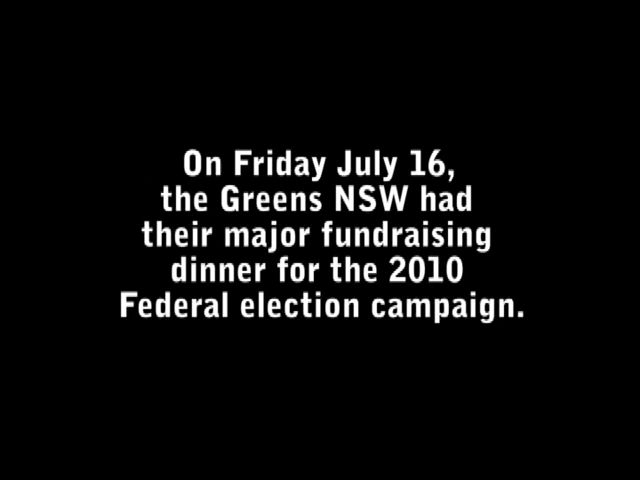 On Friday July 16,
the Greens NSW had
their major fundraising
dinner for the 2010
Federal election campaign.